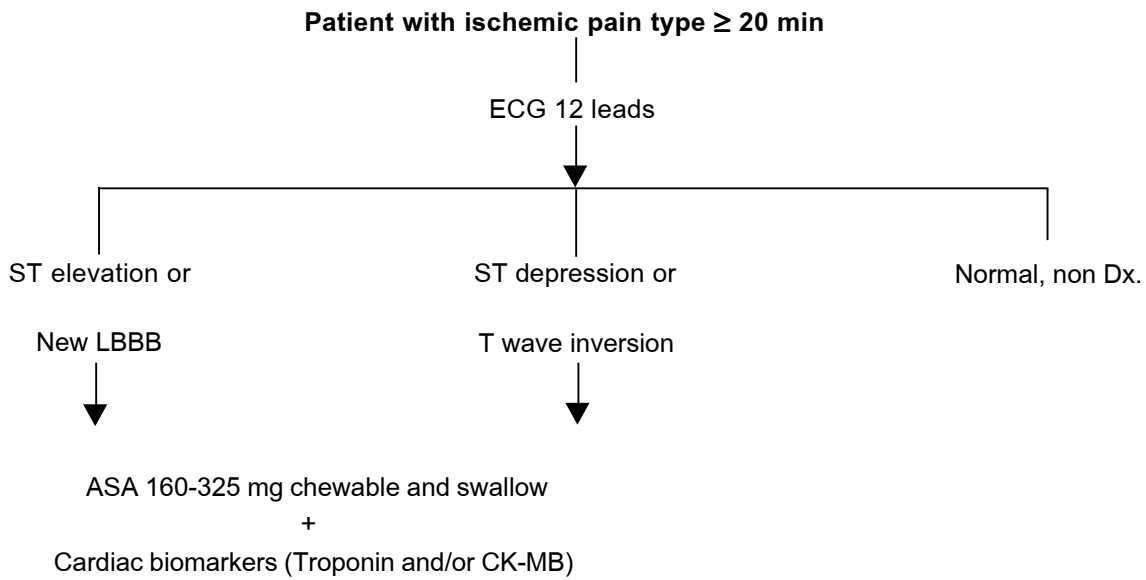 Patient with ischemic pain type ≥ 20 min
ECG 12 leads
ST elevation or
New LBBB
ST depression or
T wave inversion
Normal, non Dx.
ASA 160-325 mg chewable and swallow
+
Cardiac biomarkers (Troponin and/or CK-MB)